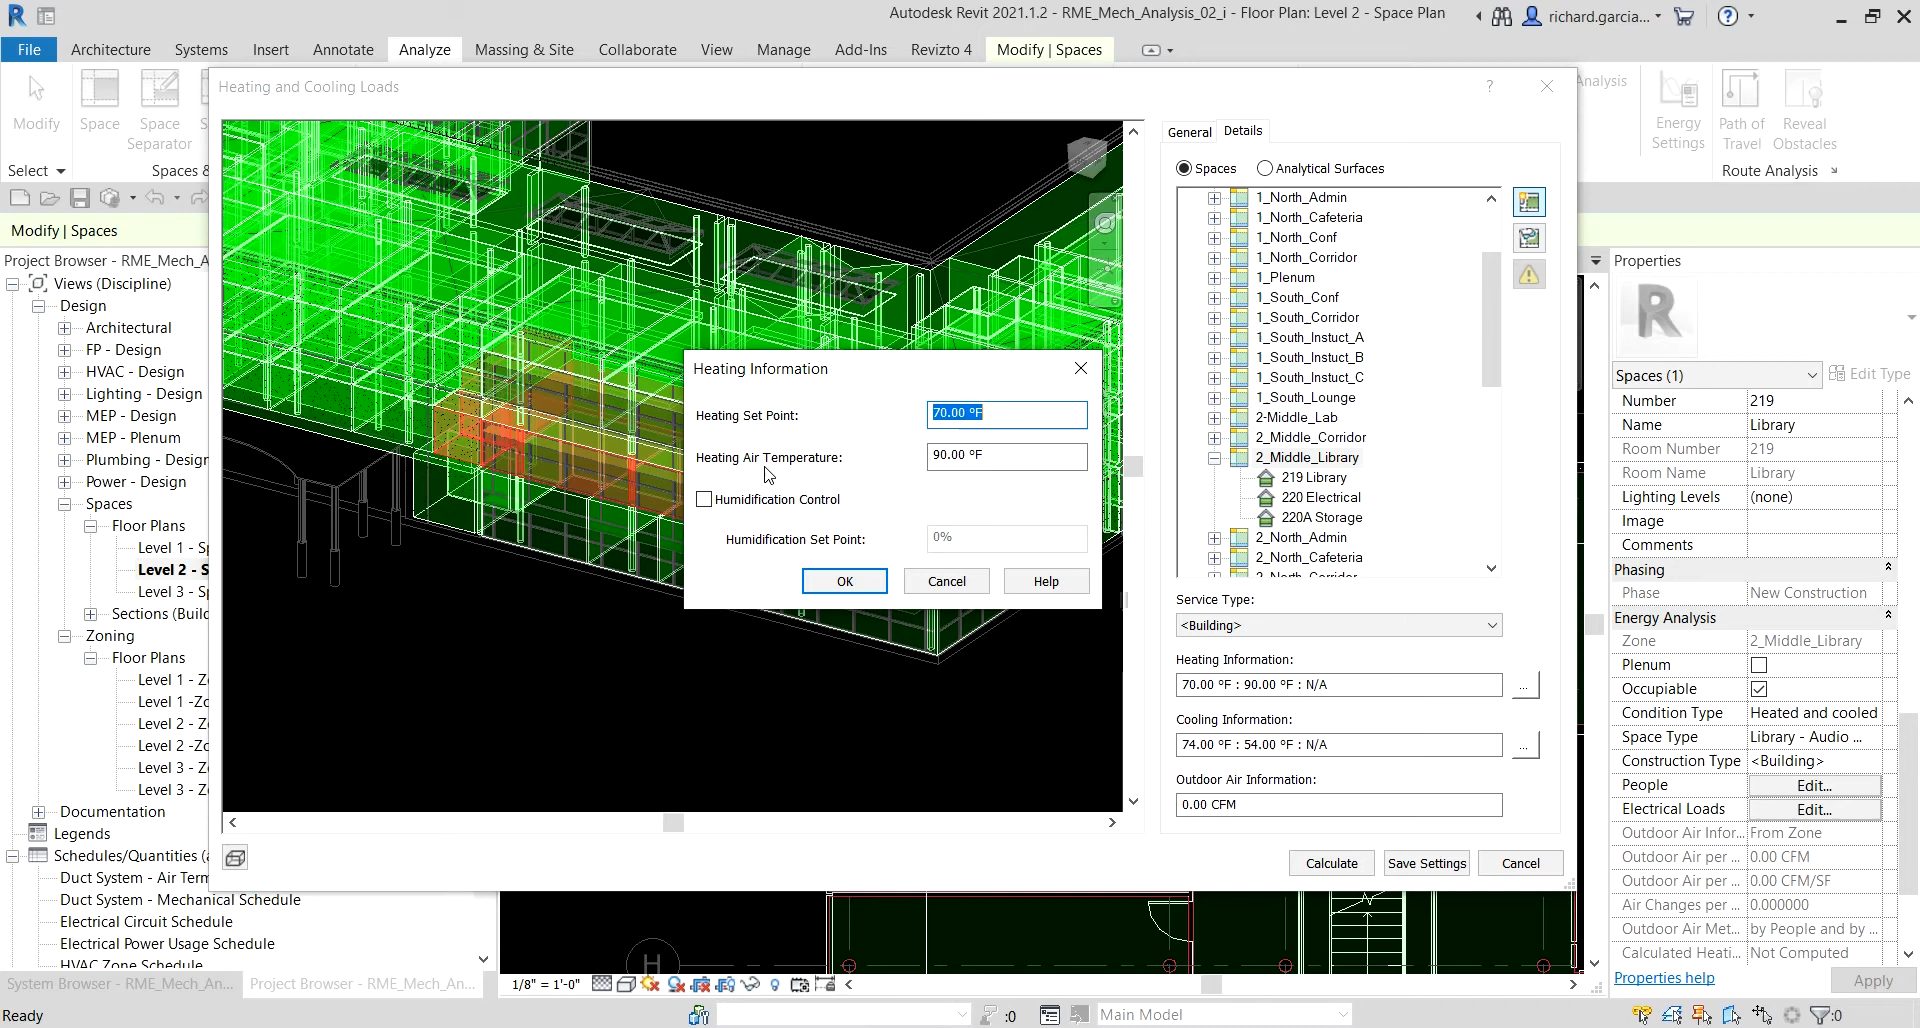 Autodesk Revit 2021.1.2 - RME_Mech_Analysis_02_i - Floor Plan: Level 2 - Space Plan
richard.garcia...
File Architecture Systems Insert Annotate Analyze Massing & Site Collaborate View Manage Add-Ins Revizto 4 Modify | Spaces
Modify
Space
Space Separator
Select
Spaces &
Analysis
Energy Settings
Path of Travel
Reveal Obstacles
Route Analysis
Modify | Spaces
Project Browser - RME_Mech_A
Views (Discipline)
Design
Architectural
FP - Design
HVAC - Design
Lighting - Design
MEP - Design
MEP - Plenum
Plumbing - Design
Power - Design
Spaces
Floor Plans
Level 1 - Sp
Level 2 - S
Level 3 - Sp
Sections (Build
Zoning
Floor Plans
Level 1 - Zo
Level 1 -Zo
Level 2 - Zo
Level 2 -Zo
Level 3 - Zo
Level 3 - Zo
Documentation
Legends
Schedules/Quantities (a
Duct System - Air Tern
Duct System - Mechanical Schedule
Electrical Circuit Schedule
Electrical Power Usage Schedule
HVAC Zone Schedule
System Browser - RME_Mech_An...
Project Browser - RME_Mech_An...
Ready
Heating and Cooling Loads
?
General
Details
Spaces
Analytical Surfaces
1_North_Admin
1_North_Cafeteria
1_North_Conf
1_North_Corridor
1_Plenum
1_South_Conf
1_South_Corridor
1_South_Instuct_A
1_South_Instuct_B
1_South_Instuct_C
1_South_Lounge
2-Middle_Lab
2_Middle_Corridor
2_Middle_Library
219 Library
220 Electrical
220A Storage
2_North_Admin
2_North_Cafeteria
2_North_Corridor
Service Type:
<Building>
Heating Information:
70.00 °F : 90.00 °F : N/A
...
Cooling Information:
74.00 °F : 54.00 °F : N/A
...
Outdoor Air Information:
0.00 CFM
Calculate
Save Settings
Cancel
Heating Information
Heating Set Point:
70.00 °F
Heating Air Temperature:
90.00 °F
Humidification Control
Humidification Set Point:
0%
OK
Cancel
Help
Properties
R
Spaces (1)
Edit Type
Number 219
Name Library
Room Number 219
Room Name Library
Lighting Levels (none)
Image
Comments
Phasing
Phase New Construction
Energy Analysis
Zone 2_Middle_Library
Plenum
Occupiable
Condition Type Heated and cooled
Space Type Library - Audio ...
Construction Type <Building>
People Edit...
Electrical Loads Edit...
Outdoor Air Infor... From Zone
Outdoor Air per ... 0.00 CFM
Outdoor Air per ... 0.00 CFM/SF
Air Changes per ... 0.000000
Outdoor Air Met... by People and by ...
Calculated Heati... Not Computed
Properties help
Apply
H
1/8" = 1'-0"
:0
Main Model
:0